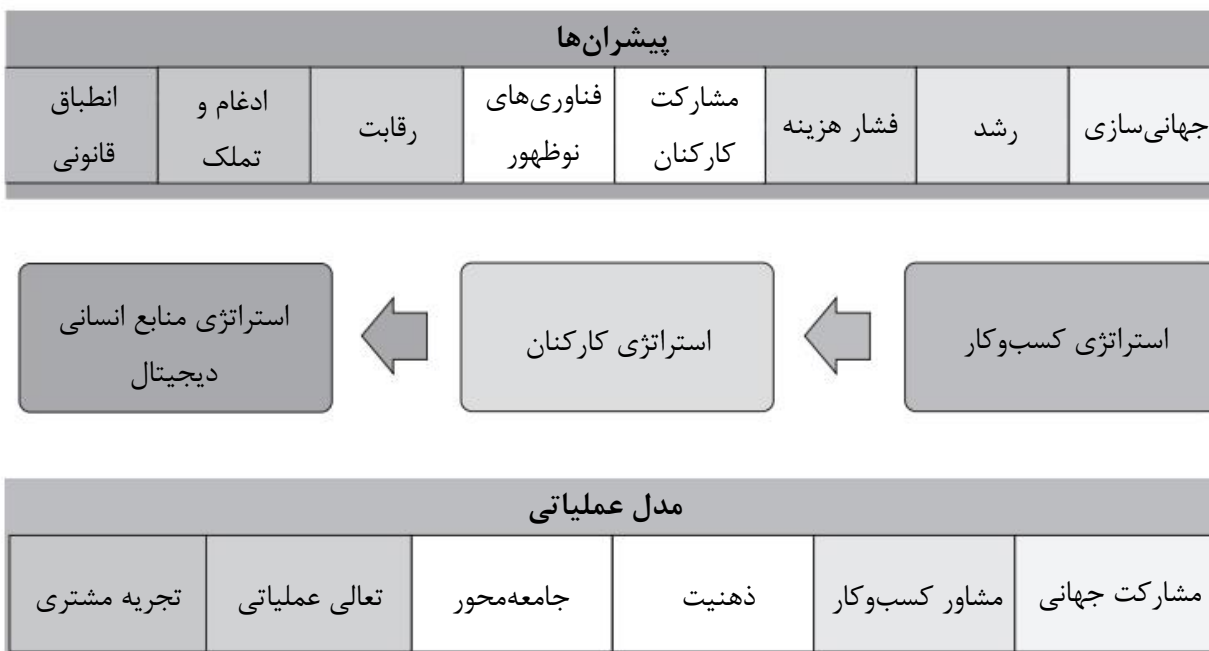 پیشران‌ها
جهانی‌سازی
رشد
فشار هزینه
مشارکت
کارکنان
فناوری‌های
نوظهور
رقابت
ادغام و
تملک
انطباق
قانونی
استراتژی کسب‌وکار
استراتژی کارکنان
استراتژی منابع انسانی
دیجیتال
مدل عملیاتی
مشارکت جهانی
مشاور کسب‌وکار
ذهنیت
جامعه‌محور
تعالی عملیاتی
تجربه مشتری